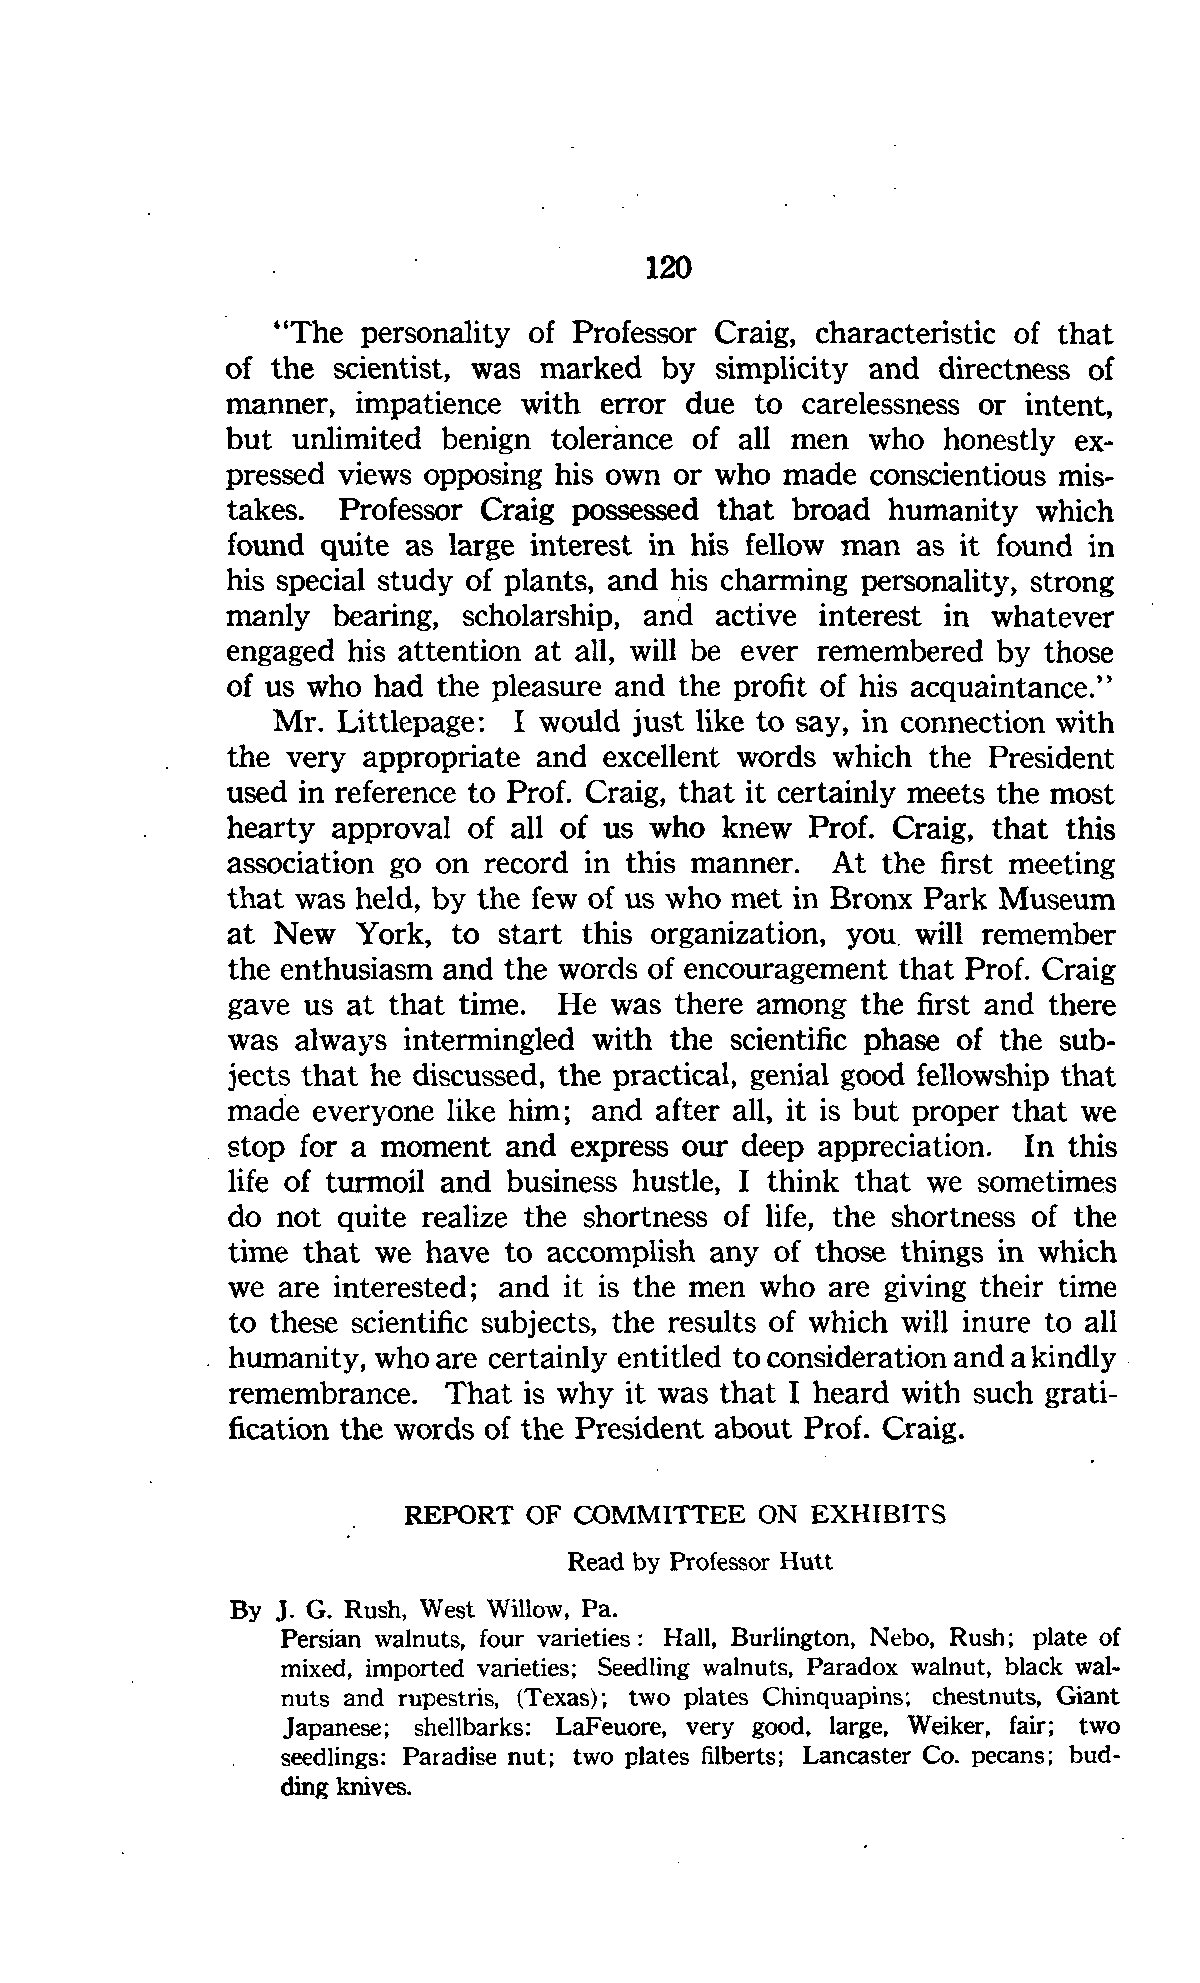 120
"The personality of Professor Craig, characteristic of that
of the scientist, was marked by simplicity and directness of
manner, impatience with error due to carelessness or intent,
but unlimited benign tolerance of all men who honestly ex-
pressed views opposing his own or who made conscientious mis-
takes. Professor Craig possessed that broad humanity which
found quite as large interest in his fellow man as it found in
his special study of plants, and his charming personality, strong
manly bearing, scholarship, and active interest in whatever
engaged his attention at all, will be ever remembered by those
of us who had the pleasure and the profit of his acquaintance."
Mr. Littlepage: I would just like to say, in connection with
the very appropriate and excellent words which the President
used in reference to Prof. Craig, that it certainly meets the most
hearty approval of all of us who knew Prof. Craig, that this
association go on record in this manner. At the first meeting
that was held, by the few of us who met in Bronx Park Museum
at New York, to start this organization, you will remember
the enthusiasm and the words of encouragement that Prof. Craig
gave us at that time. He was there among the first and there
was always intermingled with the scientific phase of the sub-
jects that he discussed, the practical, genial good fellowship that
made everyone like him; and after all, it is but proper that we
stop for a moment and express our deep appreciation. In this
life of turmoil and business hustle, I think that we sometimes
do not quite realize the shortness of life, the shortness of the
time that we have to accomplish any of those things in which
we are interested; and it is the men who are giving their time
to these scientific subjects, the results of which will inure to all
humanity, who are certainly entitled to consideration and a kindly
remembrance. That is why it was that I heard with such grati-
fication the words of the President about Prof. Craig.
REPORT OF COMMITTEE ON EXHIBITS
Read by Professor Hutt
By J. G. Rush, West Willow, Pa.
Persian walnuts, four varieties: Hall, Burlington, Nebo, Rush; plate of
mixed, imported varieties; Seedling walnuts, Paradox walnut, black wal-
nuts and rupestris, (Texas); two plates Chinquapins; chestnuts, Giant
Japanese; shellbarks: LaFeuore, very good, large, Weiker, fair; two
seedlings: Paradise nut; two plates filberts; Lancaster Co. pecans; bud-
ding knives.